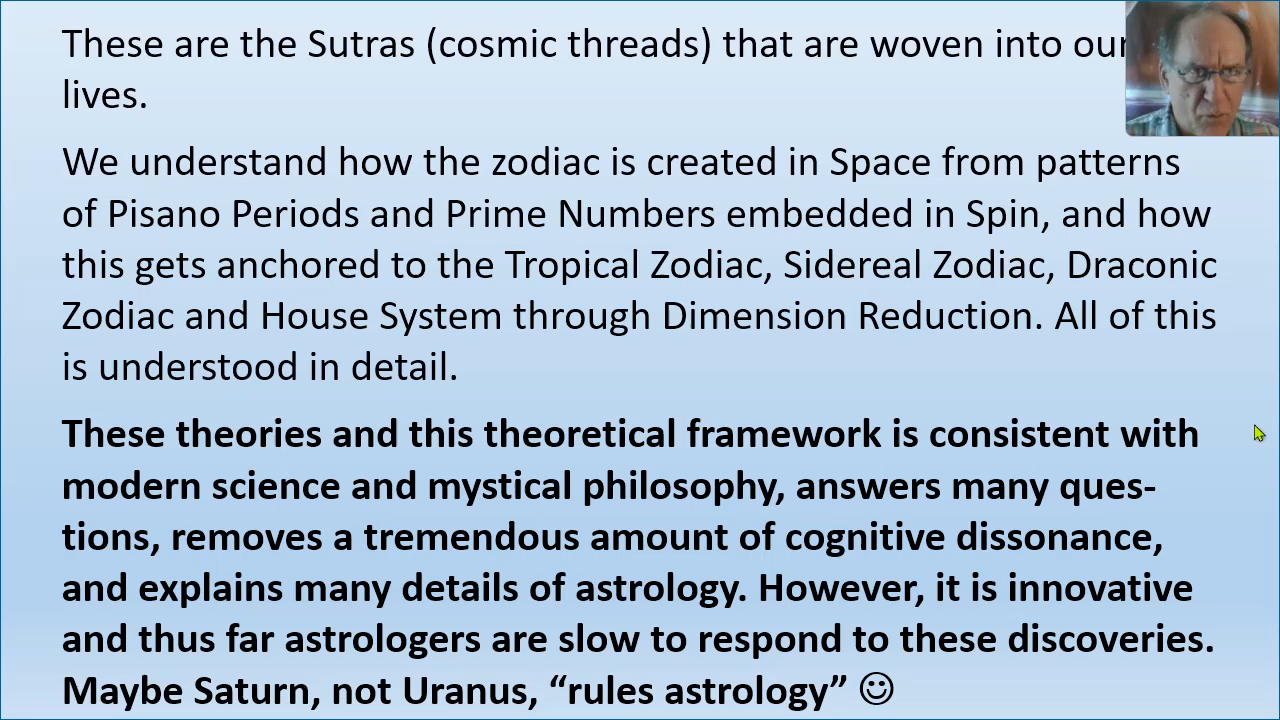 These are the Sutras (cosmic threads) that are woven into our
lives.
We understand how the zodiac is created in Space from patterns
of Pisano Periods and Prime Numbers embedded in Spin, and how
this gets anchored to the Tropical Zodiac, Sidereal Zodiac, Draconic
Zodiac and House System through Dimension Reduction. All of this
is understood in detail.
These theories and this theoretical framework is consistent with
modern science and mystical philosophy, answers many ques-
tions, removes a tremendous amount of cognitive dissonance,
and explains many details of astrology. However, it is innovative
and thus far astrologers are slow to respond to these discoveries.
Maybe Saturn, not Uranus, “rules astrology” ☺